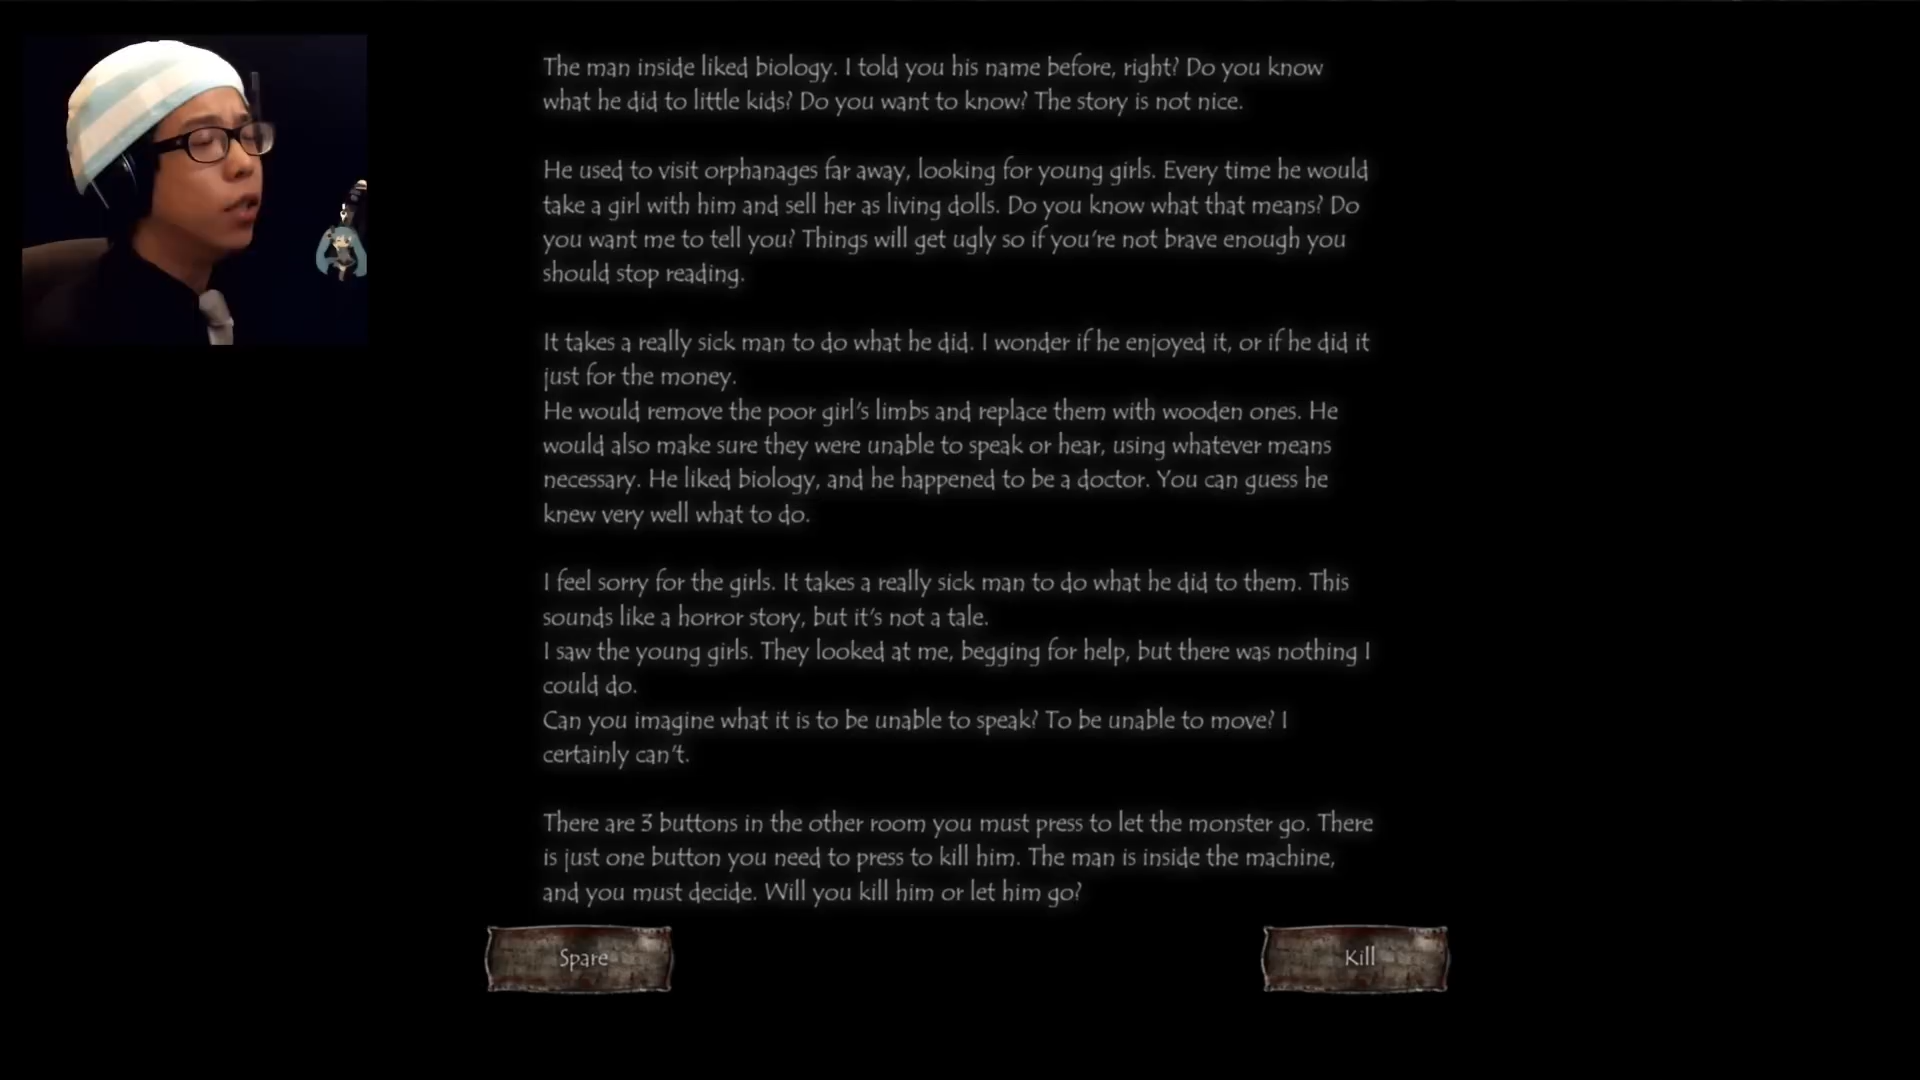 The man inside liked biology. I told you his name before, right? Do you know
what he did to little kids? Do you want to know? The story is not nice.
He used to visit orphanages far away, looking for young girls. Every time he would
take a girl with him and sell her as living dolls. Do you know what that means? Do
you want me to tell you? Things will get ugly so if you're not brave enough you
should stop reading.
It takes a really sick man to do what he did. I wonder if he enjoyed it, or if he did it
just for the money.
He would remove the poor girl's limbs and replace them with wooden ones. He
would also make sure they were unable to speak or hear, using whatever means
necessary. He liked biology, and he happened to be a doctor. You can guess he
knew very well what to do.
I feel sorry for the girls. It takes a really sick man to do what he did to them. This
sounds like a horror story, but it's not a tale.
I saw the young girls. They looked at me, begging for help, but there was nothing I
could do.
Can you imagine what it is to be unable to speak? To be unable to move? I
certainly can't.
There are 3 buttons in the other room you must press to let the monster go. There
is just one button you need to press to kill him. The man is inside the machine,
and you must decide. Will you kill him or let him go?
Spare
Kill